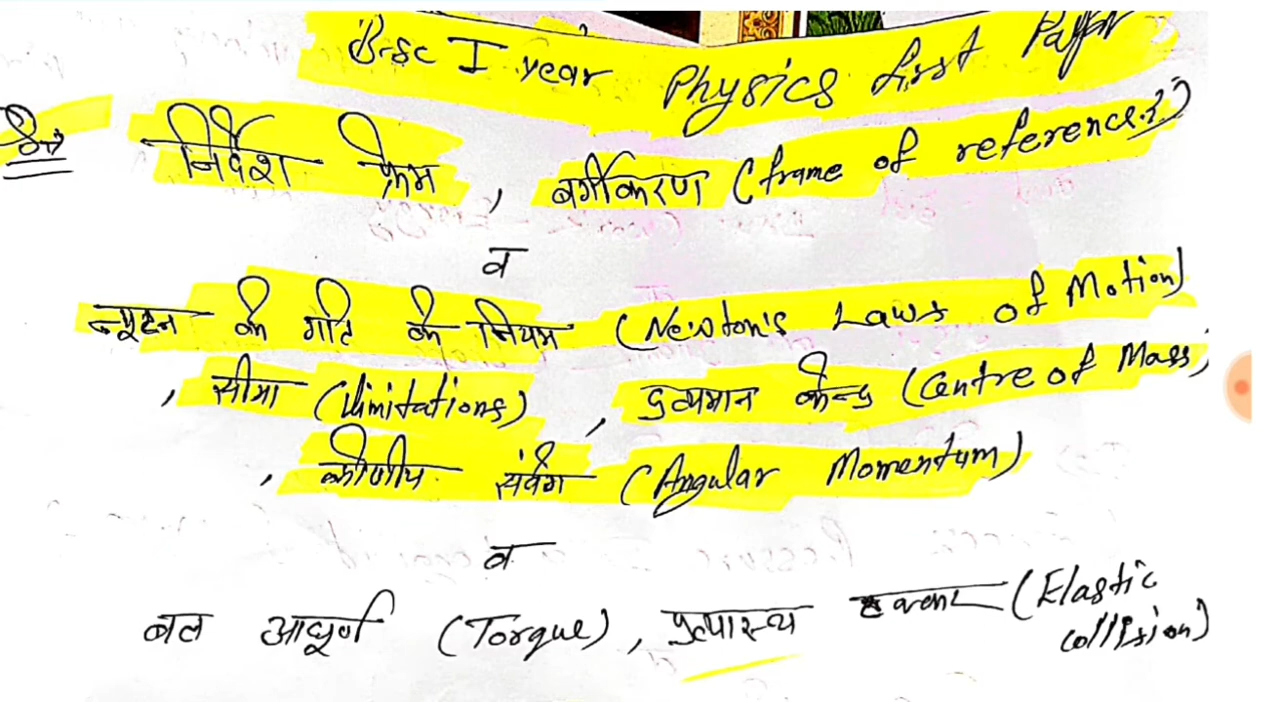 B.sc I year Physics first Paper
निर्देश फ्रेम, वर्गीकरण (frame of reference)
व
न्यूटन के गति के नियम (Newton's Laws of Motion)
, सीमा (limitations), द्रव्यमान केन्द्र (Centre of Mass)
, कोणीय संवेग (Angular Momentum)
व
बल आघूर्ण (Torque), प्रत्यास्थ (Elastic
collision)